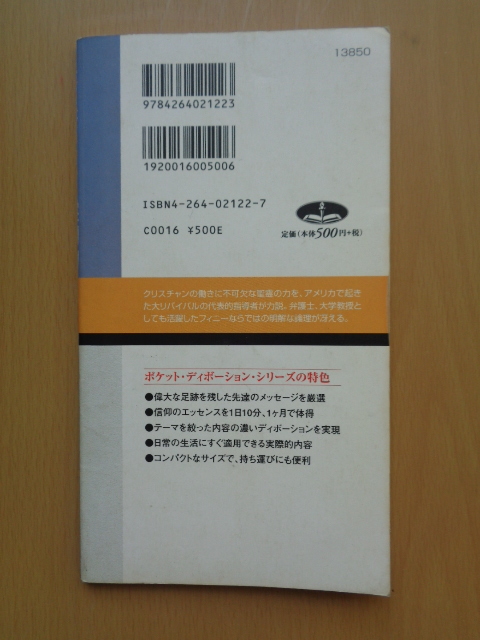 13850
9784264021223
1920016005006
ISBN4-264-02122-7
C0016 ¥500E
定価(本体500円+税)
クリスチャンの働きに不可欠な聖霊の力を、アメリカで起き
た大リバイバルの代表的指導者が力説。弁護士、大学教授と
しても活躍したフィニーならではの明解な論理が冴える。
ポケット・ディボーション・シリーズの特色
●偉大な足跡を残した先達のメッセージを厳選
●信仰のエッセンスを1日10分、1ヶ月で体得
●テーマを絞った内容の濃いディボーションを実現
●日常の生活にすぐ適用できる実際的内容
●コンパクトなサイズで、持ち運びにも便利